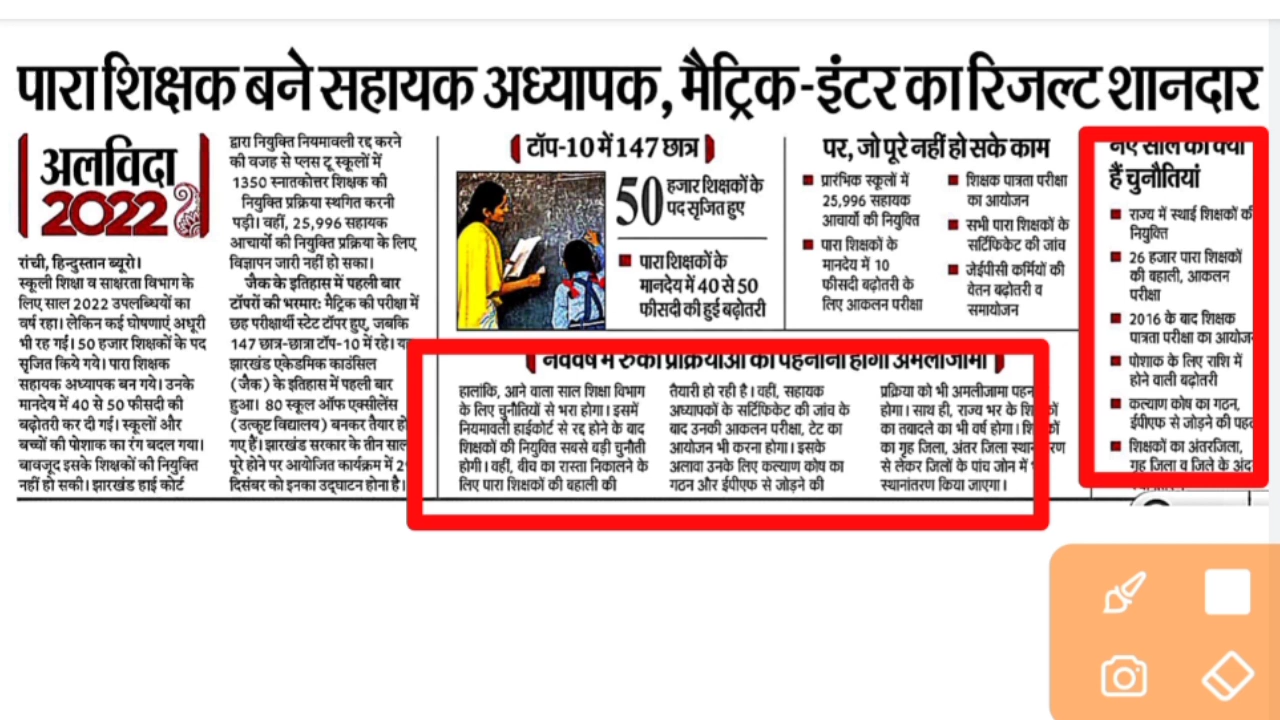 पारा शिक्षक बने सहायक अध्यापक, मैट्रिक-इंटर का रिजल्ट शानदार
अलविदा
2022
रांची, हिन्दुस्तान ब्यूरो।
स्कूली शिक्षा व साक्षरता विभाग के
लिए साल 2022 उपलब्धियों का
वर्ष रहा। लेकिन कई घोषणाएं अधूरी
भी रह गई। 50 हजार शिक्षकों के पद
सृजित किये गये। पारा शिक्षक
सहायक अध्यापक बन गये। उनके
मानदेय में 40 से 50 फीसदी की
बढ़ोतरी कर दी गई। स्कूलों और
बच्चों की पोशाक का रंग बदल गया।
बावजूद इसके शिक्षकों की नियुक्ति
नहीं हो सकी। झारखंड हाई कोर्ट
द्वारा नियुक्ति नियमावली रद्द करने
की वजह से प्लस टू स्कूलों में
1350 स्नातकोत्तर शिक्षक की
नियुक्ति प्रक्रिया स्थगित करनी
पड़ी। वहीं, 25,996 सहायक
आचार्यो की नियुक्ति प्रक्रिया के लिए
विज्ञापन जारी नहीं हो सका।
जैक के इतिहास में पहली बार
टॉपरों की भरमार: मैट्रिक की परीक्षा में
छह परीक्षार्थी स्टेट टॉपर हुए, जबकि
147 छात्र-छात्रा टॉप-10 में रहे।
झारखंड एकेडमिक काउंसिल
(जैक) के इतिहास में पहली बार
हुआ। 80 स्कूल ऑफ एक्सीलेंस
(उत्कृष्ट विद्यालय) बनकर तैयार हो
गए हैं। झारखंड सरकार के तीन साल
पूरे होने पर आयोजित कार्यक्रम में
दिसंबर को इनका उद्घाटन होना है।
टॉप-10 में 147 छात्र
50 हजार शिक्षकों के
पद सृजित हुए
पारा शिक्षकों के
मानदेय में 40 से 50
फीसदी की हुई बढ़ोतरी
पर, जो पूरे नहीं हो सके काम
प्रारंभिक स्कूलों में
25,996 सहायक
आचार्यो की नियुक्ति
पारा शिक्षकों के
मानदेय में 10
फीसदी बढ़ोतरी के
लिए आकलन परीक्षा
शिक्षक पात्रता परीक्षा
का आयोजन
सभी पारा शिक्षकों के
सर्टिफिकेट की जांच
जेईपीसी कर्मियों की
वेतन बढ़ोतरी व
समायोजन
नववर्ष में रुकी प्रक्रियाओं को पहनाना होगा अमलीजामा
हालांकि, आने वाला साल शिक्षा विभाग
के लिए चुनौतियों से भरा होगा। इसमें
नियमावली हाईकोर्ट से रद्द होने के बाद
शिक्षकों की नियुक्ति सबसे बड़ी चुनौती
होगी। वहीं, बीच का रास्ता निकालने के
लिए पारा शिक्षकों की बहाली की
तैयारी हो रही है। वहीं, सहायक
अध्यापकों के सर्टिफिकेट की जांच के
बाद उनकी आकलन परीक्षा, टेट का
आयोजन भी करना होगा। इसके
अलावा उनके लिए कल्याण कोष का
गठन और ईपीएफ से जोड़ने की
प्रक्रिया को भी अमलीजामा
होगा। साथ ही, राज्य भर के
का तबादले का भी वर्ष होगा।
का गृह जिला, अंतर जिला
से लेकर जिलों के पांच जोन में
स्थानांतरण किया जाएगा।
नए साल की क्या
हैं चुनौतियां
राज्य में स्थाई शिक्षकों की
नियुक्ति
26 हजार पारा शिक्षकों
की बहाली, आकलन
परीक्षा
2016 के बाद शिक्षक
पात्रता परीक्षा का
पोशाक के लिए राशि में
होने वाली बढ़ोतरी
कल्याण कोष का गठन,
ईपीएफ से जोड़ने की
शिक्षकों का अंतरजिला,
गृह जिला व जिले के